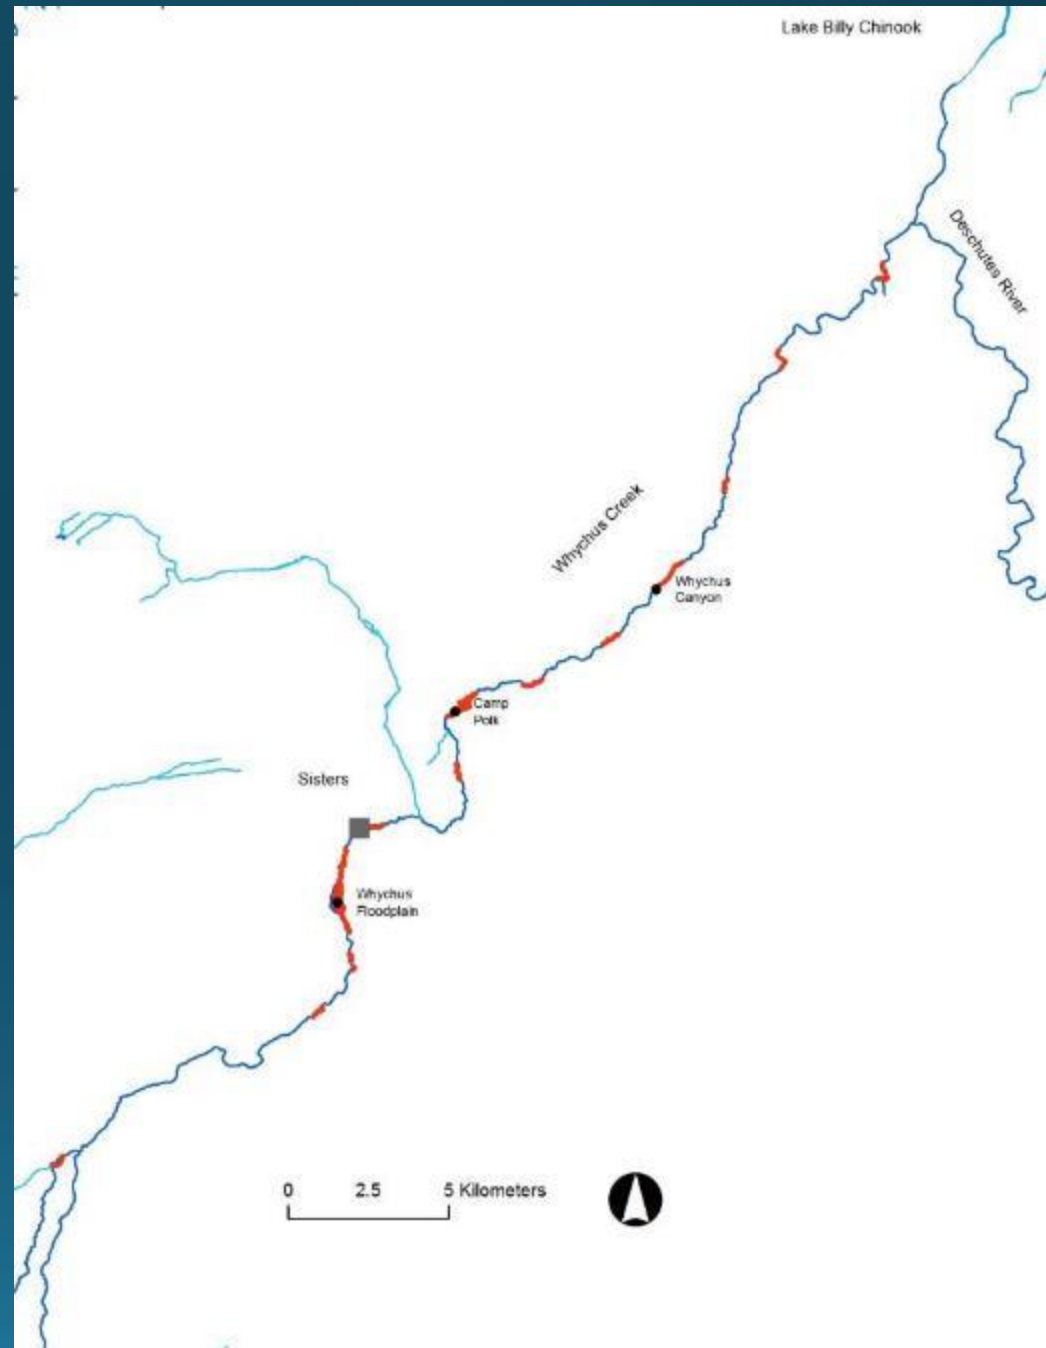 Lake Billy Chinook
Deschutes River
Whychus Creek
Whychus
Canyon
Camp
Polk
Sisters
Whychus
Floodplain
0 2.5 5 Kilometers